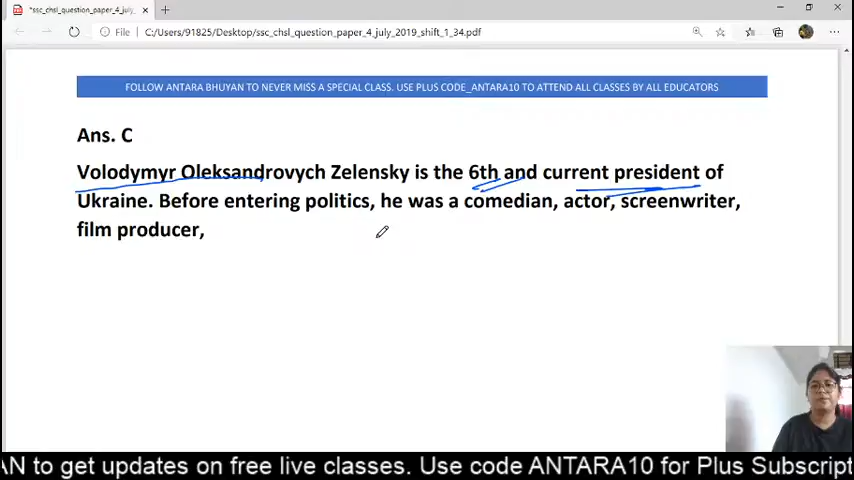 *ssc_chsl_question_paper_4_july_
File
C:/Users/91825/Desktop/ssc_chsl_question_paper_4_july_2019_shift_1_34.pdf
FOLLOW ANTARA BHUYAN TO NEVER MISS A SPECIAL CLASS. USE PLUS CODE_ANTARA10 TO ATTEND ALL CLASSES BY ALL EDUCATORS
Ans. C
Volodymyr Oleksandrovych Zelensky is the 6th and current president of
Ukraine. Before entering politics, he was a comedian, actor, screenwriter,
film producer,
AN to get updates on free live classes. Use code ANTARA10 for Plus Subscript